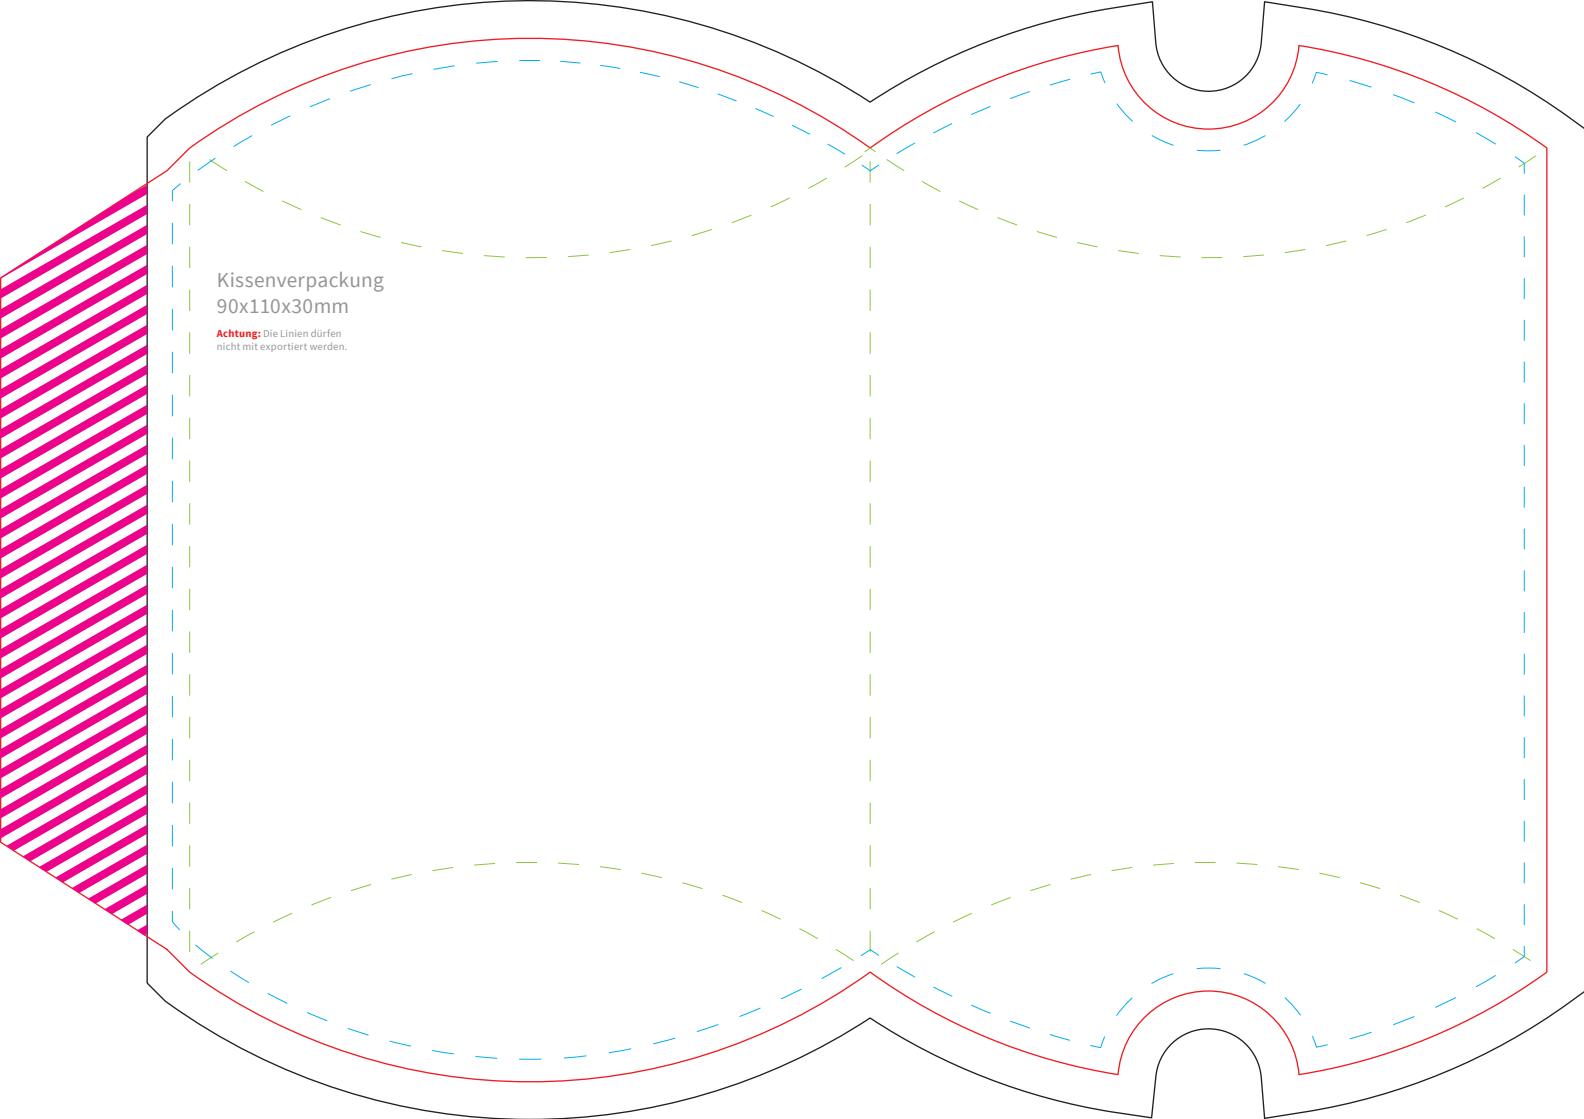 Kissenverpackung
90x110x30mm
Achtung: Die Linien dürfen
nicht mit exportiert werden.